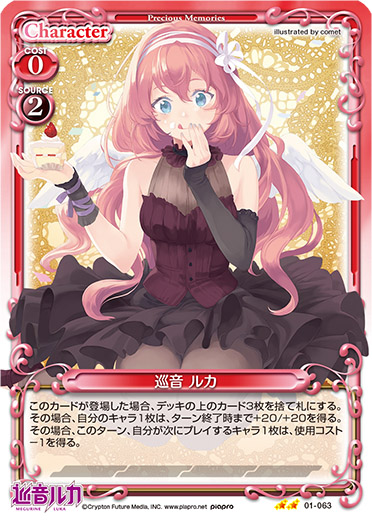 Precious Memories
Character
illustrated by comet
COST
0
SOURCE
2
巡音 ルカ
このカードが登場した場合、デッキの上のカード3枚を捨て札にする。
その場合、自分のキャラ1枚は、ターン終了時まで+20/+20を得る。
その場合、このターン、自分が次にプレイするキャラ1枚は、使用コスト
-1を得る。
巡音ルカ
MEGURINE LUKA
©Crypton Future Media, INC. www.piapro.net piapro
01-063